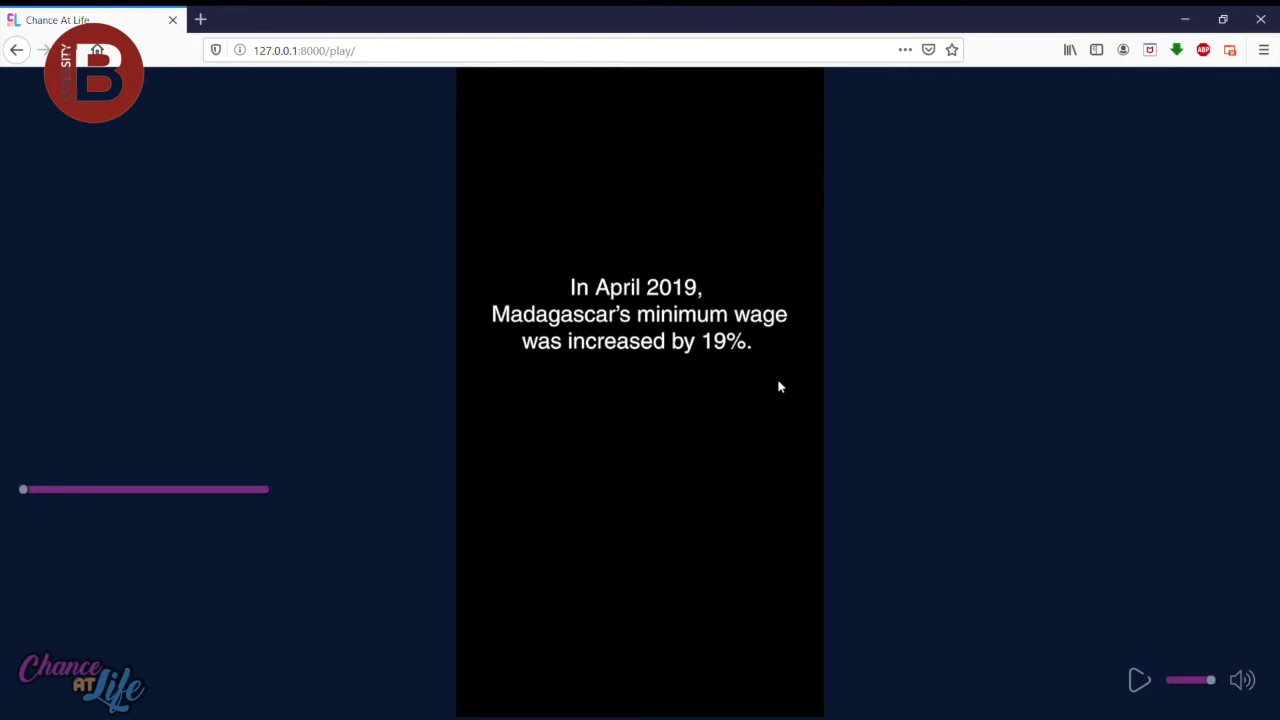 Chance At Life
127.0.0.1:8000/play/
B
ABP
In April 2019,
Madagascar's minimum wage
was increased by 19%.
Chance
AT Life